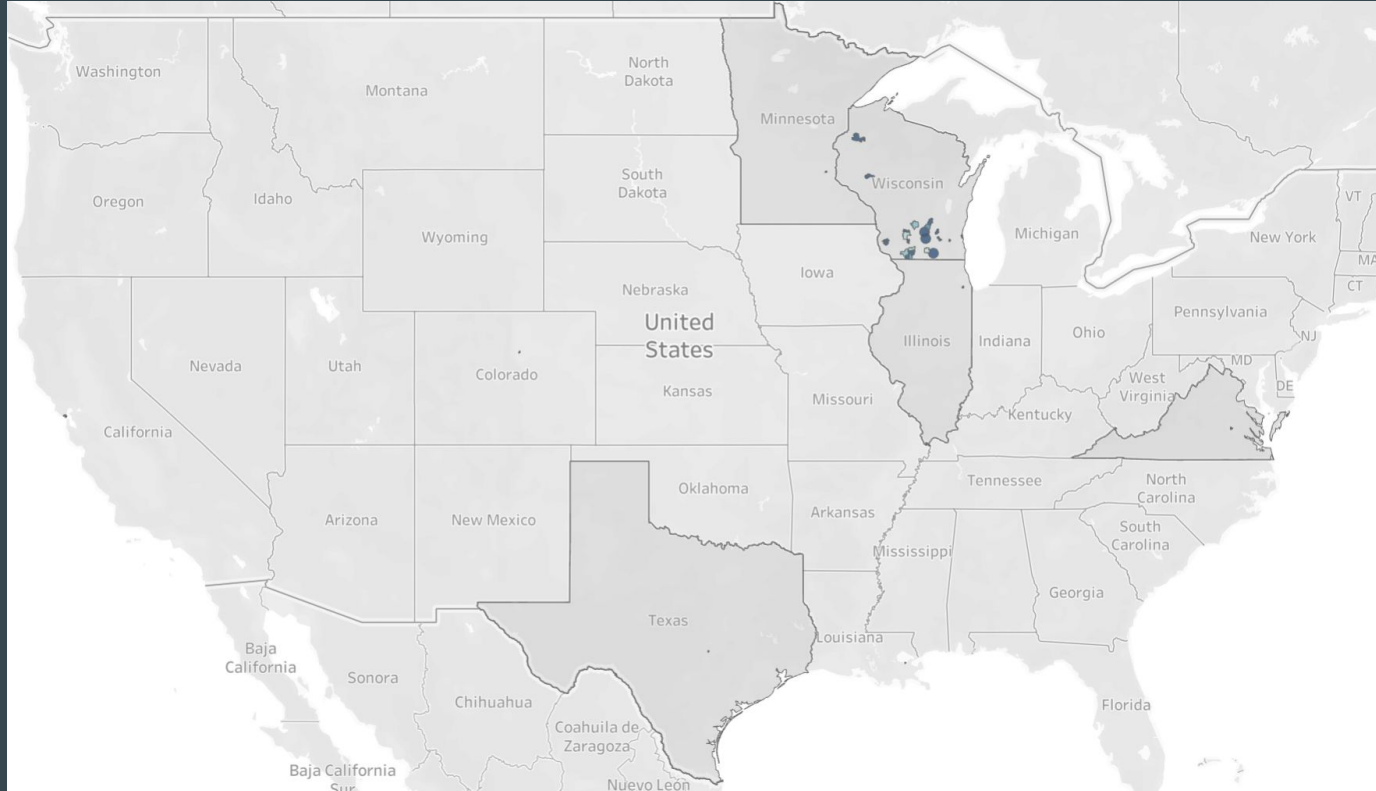 Washington
Montana
North
Dakota
Minnesota
Oregon
Idaho
South
Dakota
Wisconsin
VT
Wyoming
Michigan
New York
MA
Iowa
CT
Nebraska
United
States
Pennsylvania
Nevada
Utah
Colorado
Illinois
Indiana
Ohio
NJ
MD
DE
Kansas
Missouri
West
Virginia
California
Kentucky
Oklahoma
Tennessee
North
Carolina
Arizona
New Mexico
Arkansas
South
Carolina
Mississippi
Georgia
Texas
Louisiana
Baja
California
Sonora
Chihuahua
Florida
Coahuila de
Zaragoza
Baja California
Sur
Nuevo León